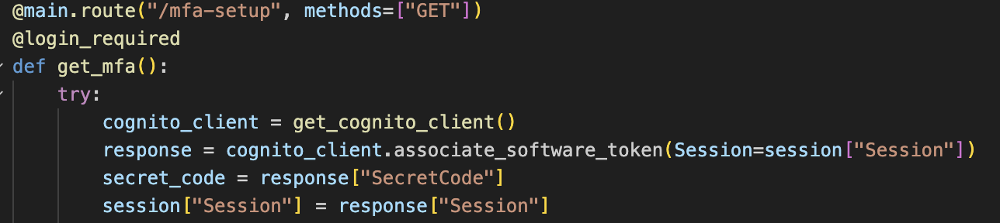 @main.route("/mfa-setup", methods=["GET"])
@login_required
def get_mfa():
try:
cognito_client = get_cognito_client()
response = cognito_client.associate_software_token(Session=session["Session"])
secret_code = response["SecretCode"]
session["Session"] = response["Session"]